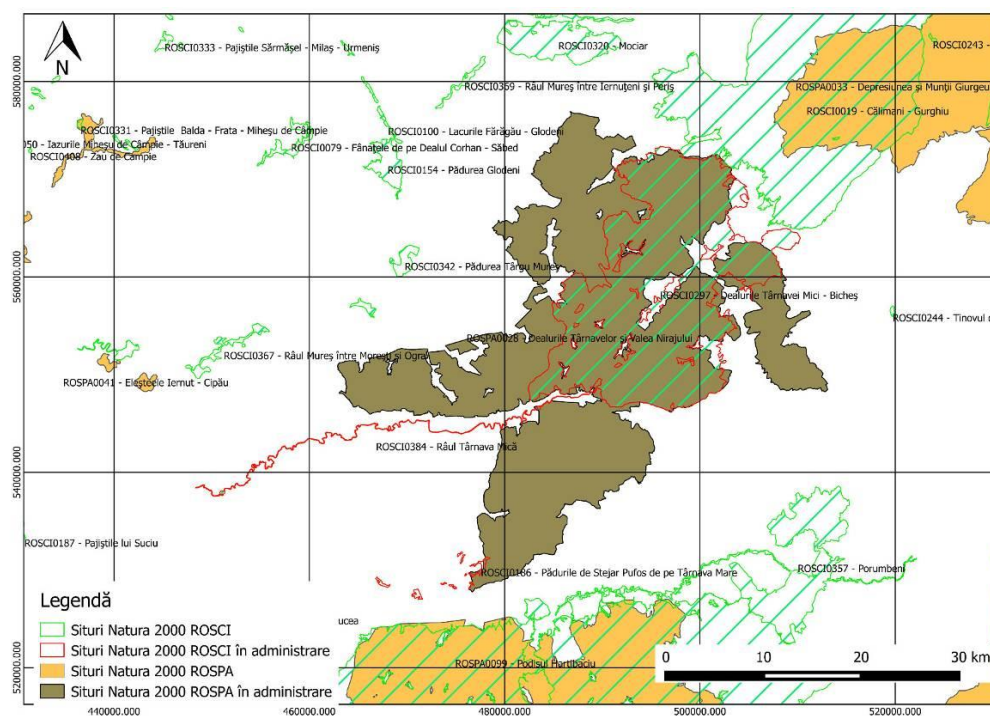 N
ROSCI0333 - Pajiștile Sărmășel - Milaș - Urmeniș
ROSCI0320 - Mociar
ROSCI0243 -
580000.000
ROSCI0369 - Râul Mureș între Iernuțeni și Periș
ROSPA0033 - Depresiunea și Munții Giurgeu
ROSCI0019 - Călimani - Gurghiu
ROSCI0331 - Pajiștile Balda - Frata - Miheșu de Câmpie
ROSCI0100 - Lacurile Fărăgău - Glodeni
050 - Iazurile Miheșu de Câmpie - Tăureni
ROSCI0079 - Fânațele de pe Dealul Corhan - Săbed
ROSCI0408 - Zau de Câmpie
ROSCI0154 - Pădurea Glodeni
ROSCI0342 - Pădurea Târgu Mureș
560000.000
ROSCI0297 - Dealurile Târnavei Mici - Bicheș
ROSCI0244 - Tinovul
ROSPA0028 - Dealurile Târnavelor și Valea Nirajului
ROSCI0367 - Râul Mureș între Morești și Ogra
ROSPA0041 - Eleșteele Iernut - Cipău
ROSCI0384 - Râul Târnava Mică
540000.000
ROSCI0187 - Pajiștile lui Suciu
ROSCI0186 - Pădurile de Stejar Pufos de pe Târnava Mare
ROSCI0357 - Porumbeni
Legendă
Situri Natura 2000 ROSCI
Situri Natura 2000 ROSCI în administrare
Situri Natura 2000 ROSPA
Situri Natura 2000 ROSPA în administrare
ucea
ROSPA0099 - Podișul Hârtibaciu
520000.000
0 10 20 30 km
440000.000 460000.000 480000.000 500000.000 520000.000